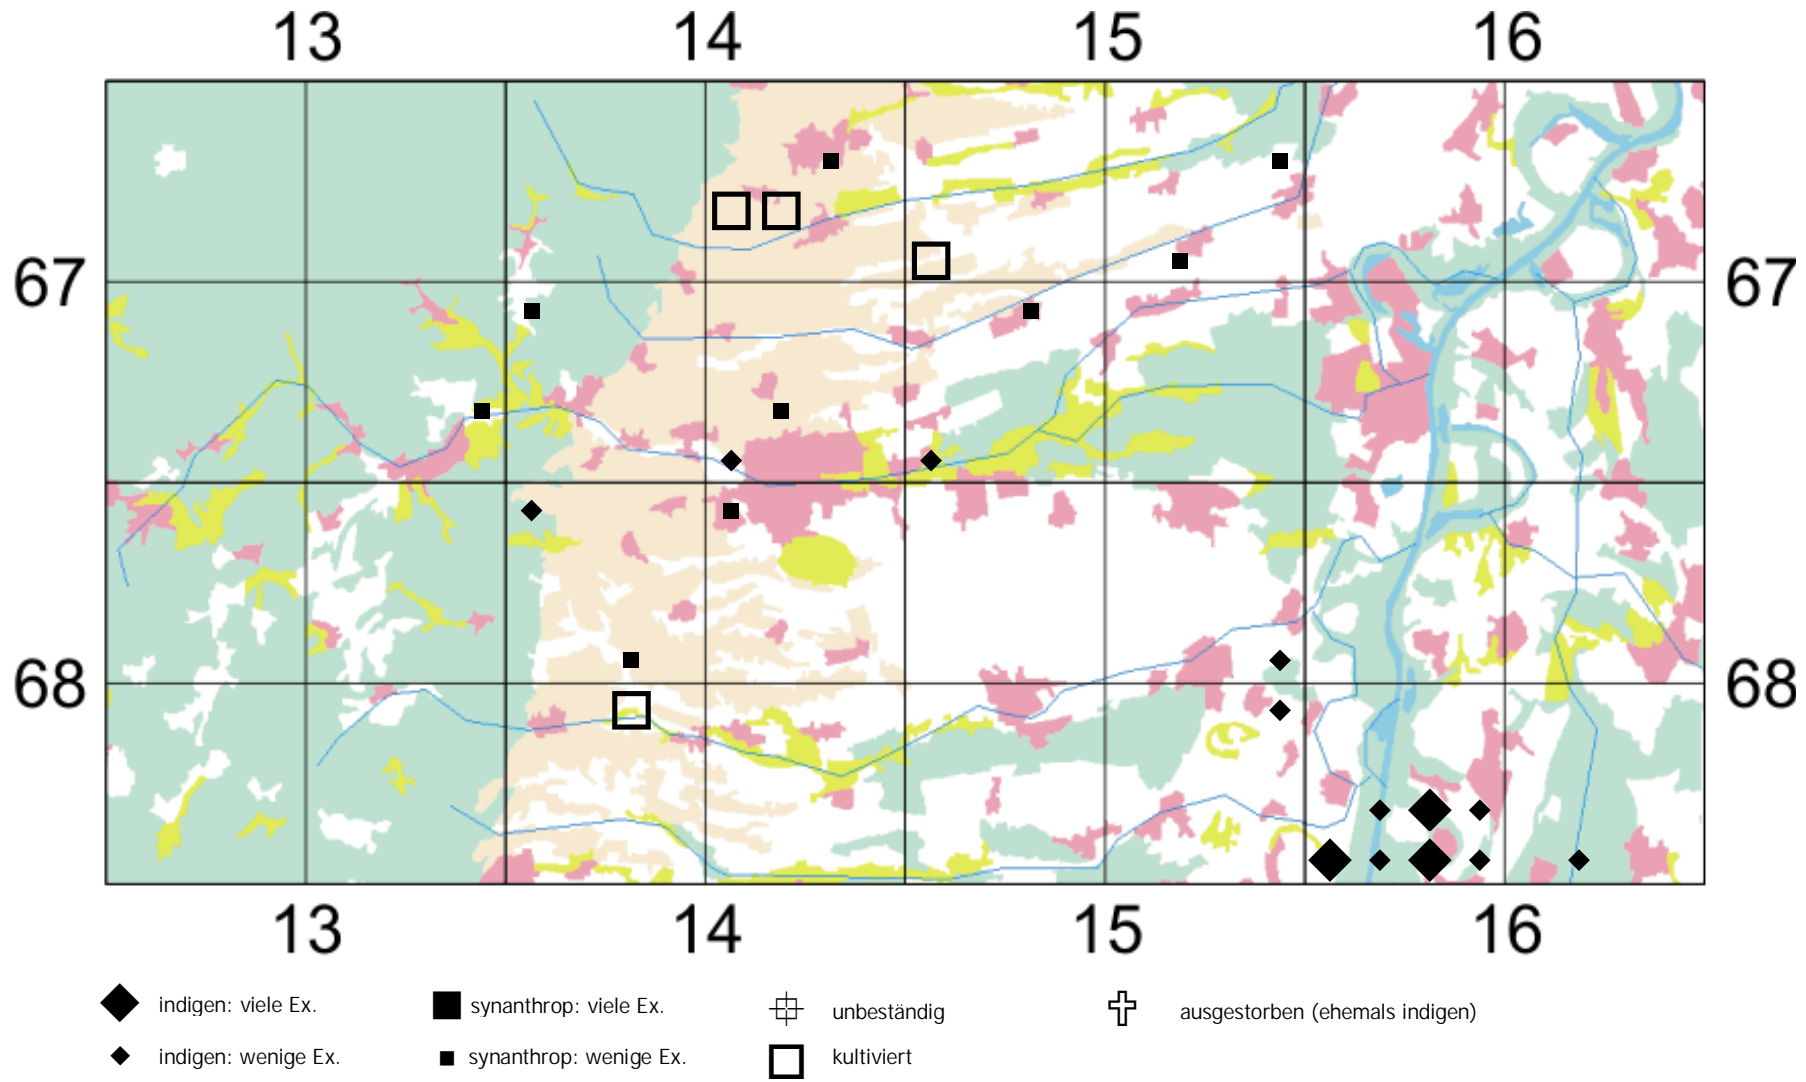 13 14 15 16
67 67
68 68
13 14 15 16
indigen: viele Ex. synanthrop: viele Ex. unbeständig ausgestorben (ehemals indigen)
indigen: wenige Ex. synanthrop: wenige Ex. kultiviert